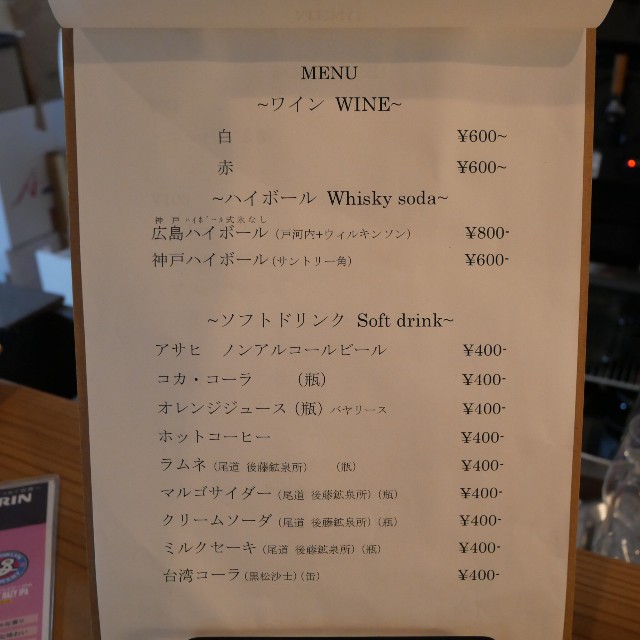 MENU
~ワイン WINE~
白 ¥600~
赤 ¥600~
~ハイボール Whisky soda~
神戸ハイボール式氷なし
広島ハイボール(戸河内+ウィルキンソン) ¥800-
神戸ハイボール(サントリー角) ¥600-
~ソフトドリンク Soft drink~
アサヒ ノンアルコールビール ¥400-
コカ・コーラ (瓶) ¥400-
オレンジジュース(瓶) バヤリース ¥400-
ホットコーヒー ¥400-
ラムネ(尾道 後藤鉱泉所) (瓶) ¥400-
マルゴサイダー(尾道 後藤鉱泉所)(瓶) ¥400-
クリームソーダ(尾道 後藤鉱泉所)(瓶) ¥400-
ミルクセーキ(尾道 後藤鉱泉所)(瓶) ¥400-
台湾コーラ(黒松沙士)(缶) ¥400-
RIN